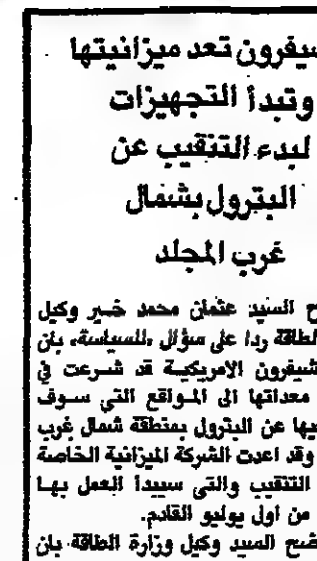 شيفرون تعد ميزانيتها
وتبدأ التجهيزات
لبدء التنقيب عن
البترول بشمال
غرب المجلد
السيد عثمان محمد خير وكيل
الطاقة ردا على سؤال «للسياسة» بان
شيفرون الامريكية قد شرعت في
معداتها الى المواقع التي سوف
عن البترول بمنطقة شمال غرب
وقد اعدت الشركة الميزانية الخاصة
التنقيب والتي سيبدأ العمل بها
من اول يوليو القادم.
السيد وكيل وزارة الطاقة بان